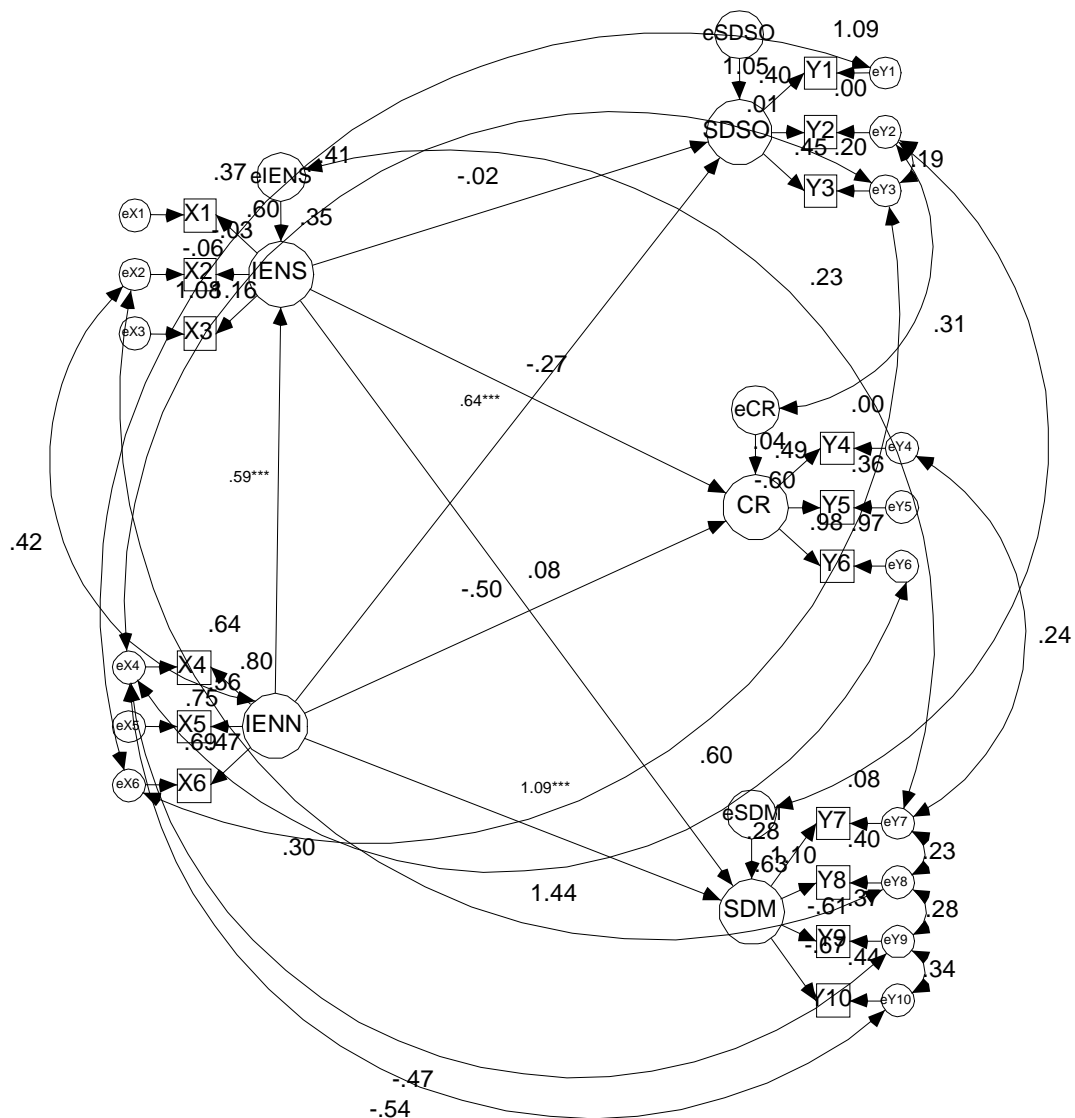 eSDSO
1.09
1.05
.40
Y1
eY1
.00
.01
SDSO
Y2
eY2
.45
.20
.19
Y3
eY3
.37
.41
eIENS
-.02
X1
eX1
.60
-.03
.35
-.06
eX2
X2
IENS
1.08
1.16
.23
eX3
X3
.31
-.27
.64***
eCR
.00
.04
.49
Y4
eY4
.36
-.60
.59***
CR
Y5
eY5
.98
.97
.42
Y6
eY6
.08
-.50
.64
.24
eX4
X4
.80
.56
.75
eX5
X5
IENN
.69
.47
.60
eX6
X6
1.09***
.08
eSDM
Y7
eY7
.28
.40
.30
1.10
.63
.23
1.44
Y8
eY8
SDM
-.61
.37
.28
Y9
eY9
-.67
.44
.34
Y10
eY10
-.47
-.54